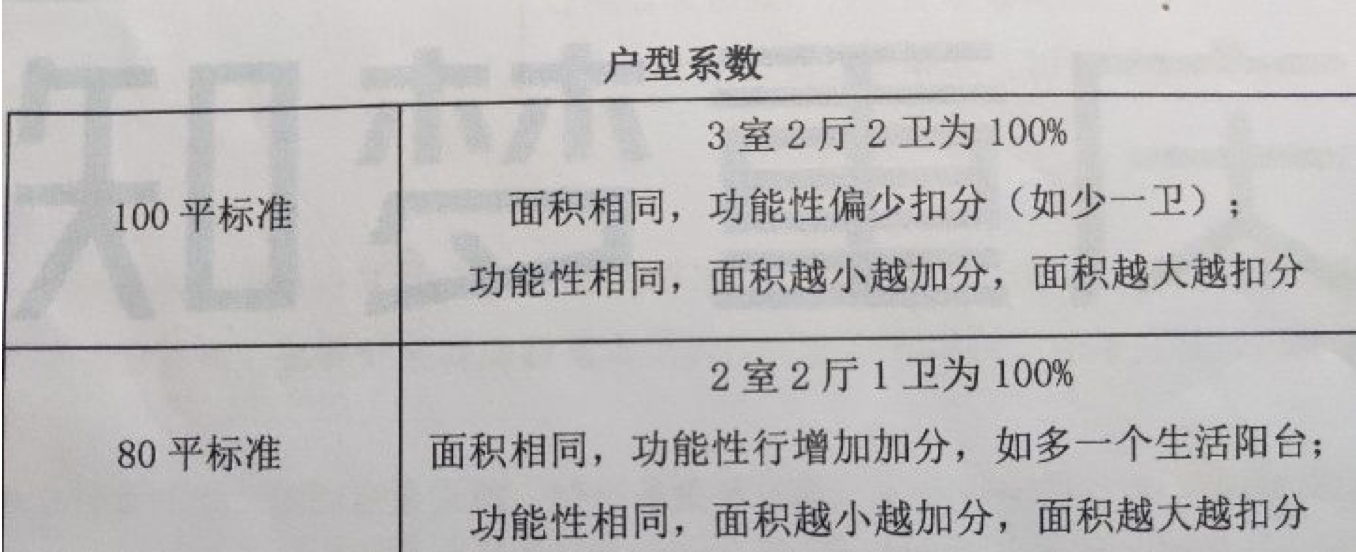 户型系数
100 平标准
3 室 2 厅 2 卫为 100%
面积相同，功能性偏少扣分（如少一卫）；
功能性相同，面积越小越加分，面积越大越扣分
80 平标准
2 室 2 厅 1 卫为 100%
面积相同，功能性行增加加分，如多一个生活阳台；
功能性相同，面积越小越加分，面积越大越扣分